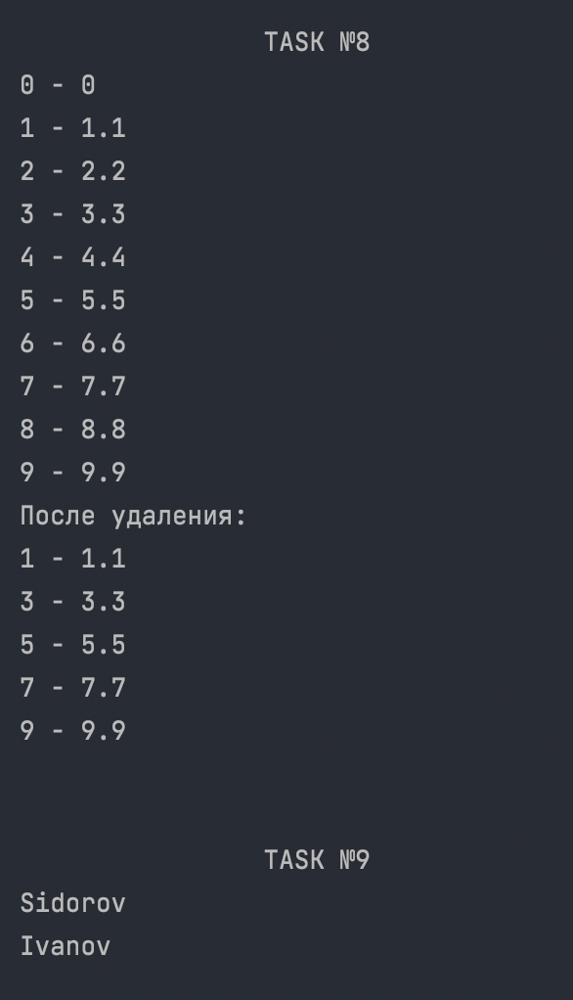 TASK №8
0 - 0
1 - 1.1
2 - 2.2
3 - 3.3
4 - 4.4
5 - 5.5
6 - 6.6
7 - 7.7
8 - 8.8
9 - 9.9
После удаления:
1 - 1.1
3 - 3.3
5 - 5.5
7 - 7.7
9 - 9.9
TASK №9
Sidorov
Ivanov